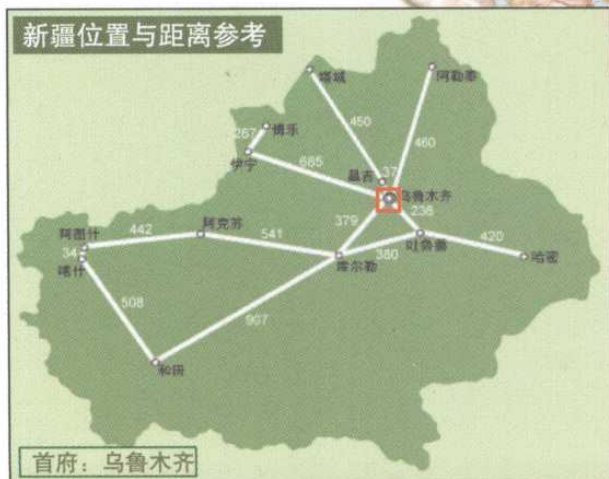 新疆位置与距离参考
塔城
阿勒泰
博乐
267
450
460
伊宁
685
昌吉
37
乌鲁木齐
379
238
阿图什
442
阿克苏
541
吐鲁番
420
34
喀什
库尔勒
380
哈密
508
907
和田
首府：乌鲁木齐